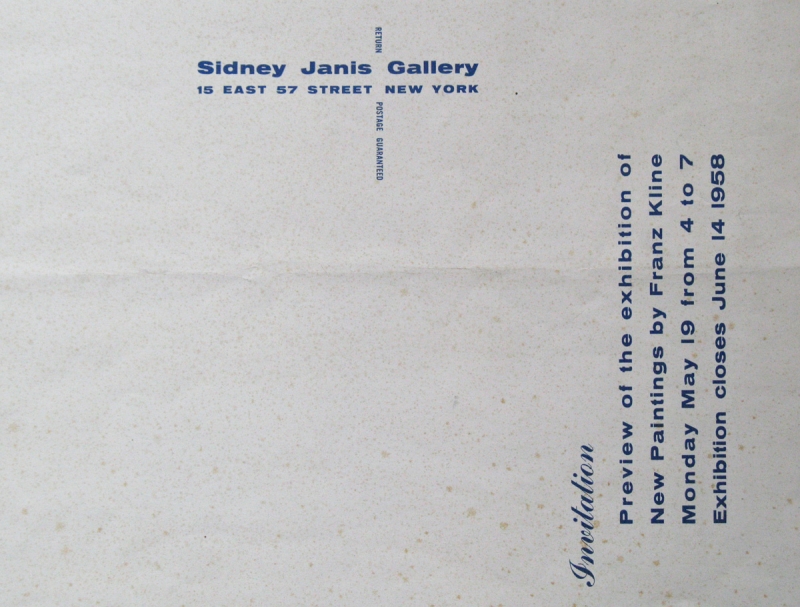 RETURN
Sidney Janis Gallery
15 EAST 57 STREET NEW YORK
POSTAGE GUARANTEED
Invitation
Preview of the exhibition of
New Paintings by Franz Kline
Monday May 19 from 4 to 7
Exhibition closes June 14 1958